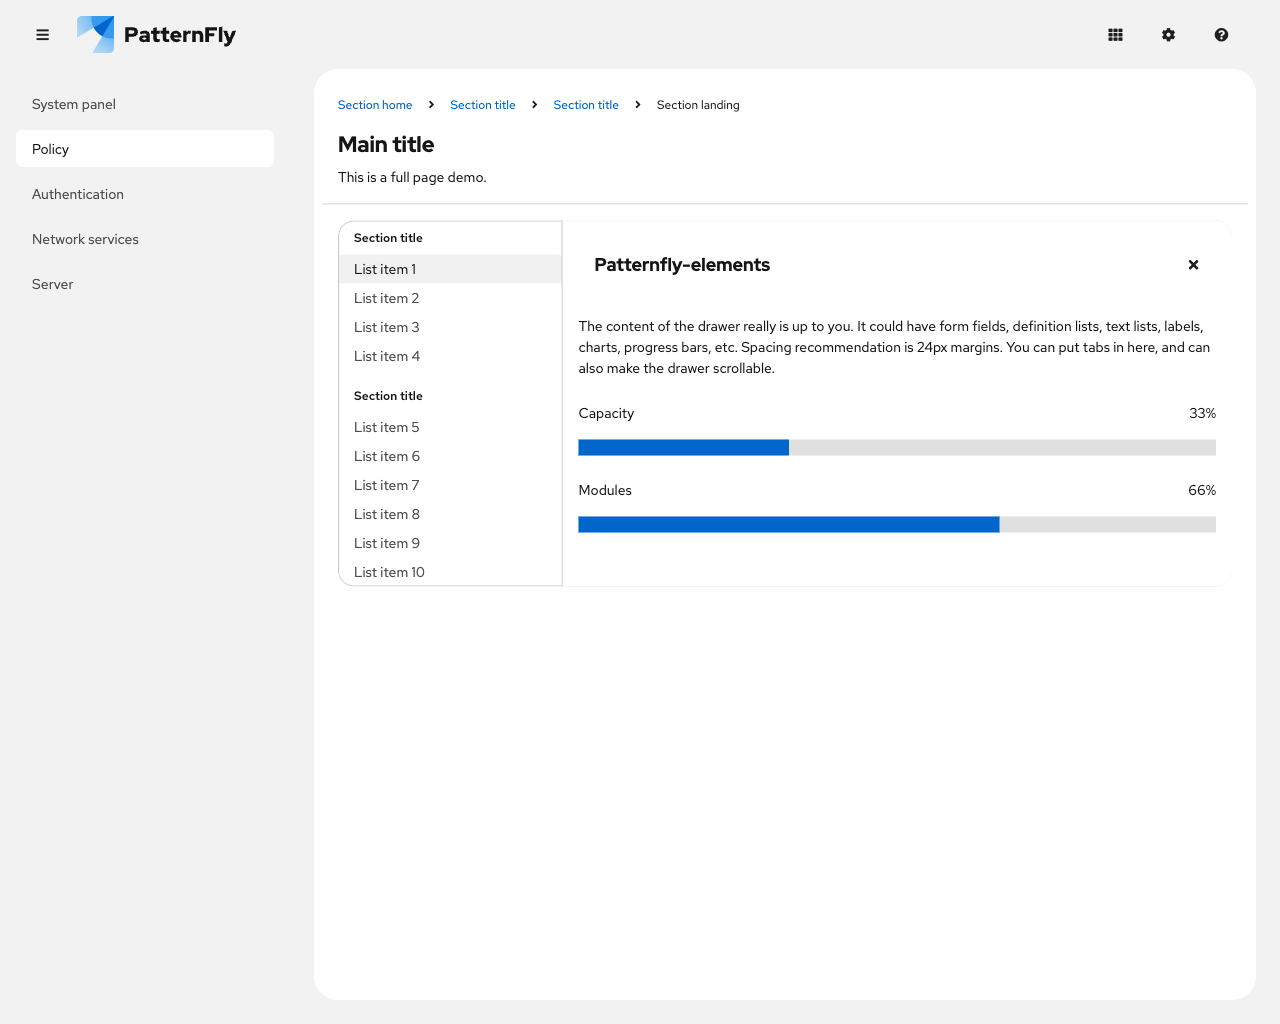 PatternFly
System panel
Policy
Authentication
Network services
Server
Section home
Section title
Section title
Section landing
Main title
This is a full page demo.
Section title
List item 1
List item 2
List item 3
List item 4
Section title
List item 5
List item 6
List item 7
List item 8
List item 9
List item 10
Patternfly-elements
The content of the drawer really is up to you. It could have form fields, definition lists, text lists, labels,
charts, progress bars, etc. Spacing recommendation is 24px margins. You can put tabs in here, and can
also make the drawer scrollable.
Capacity 33%
Modules 66%